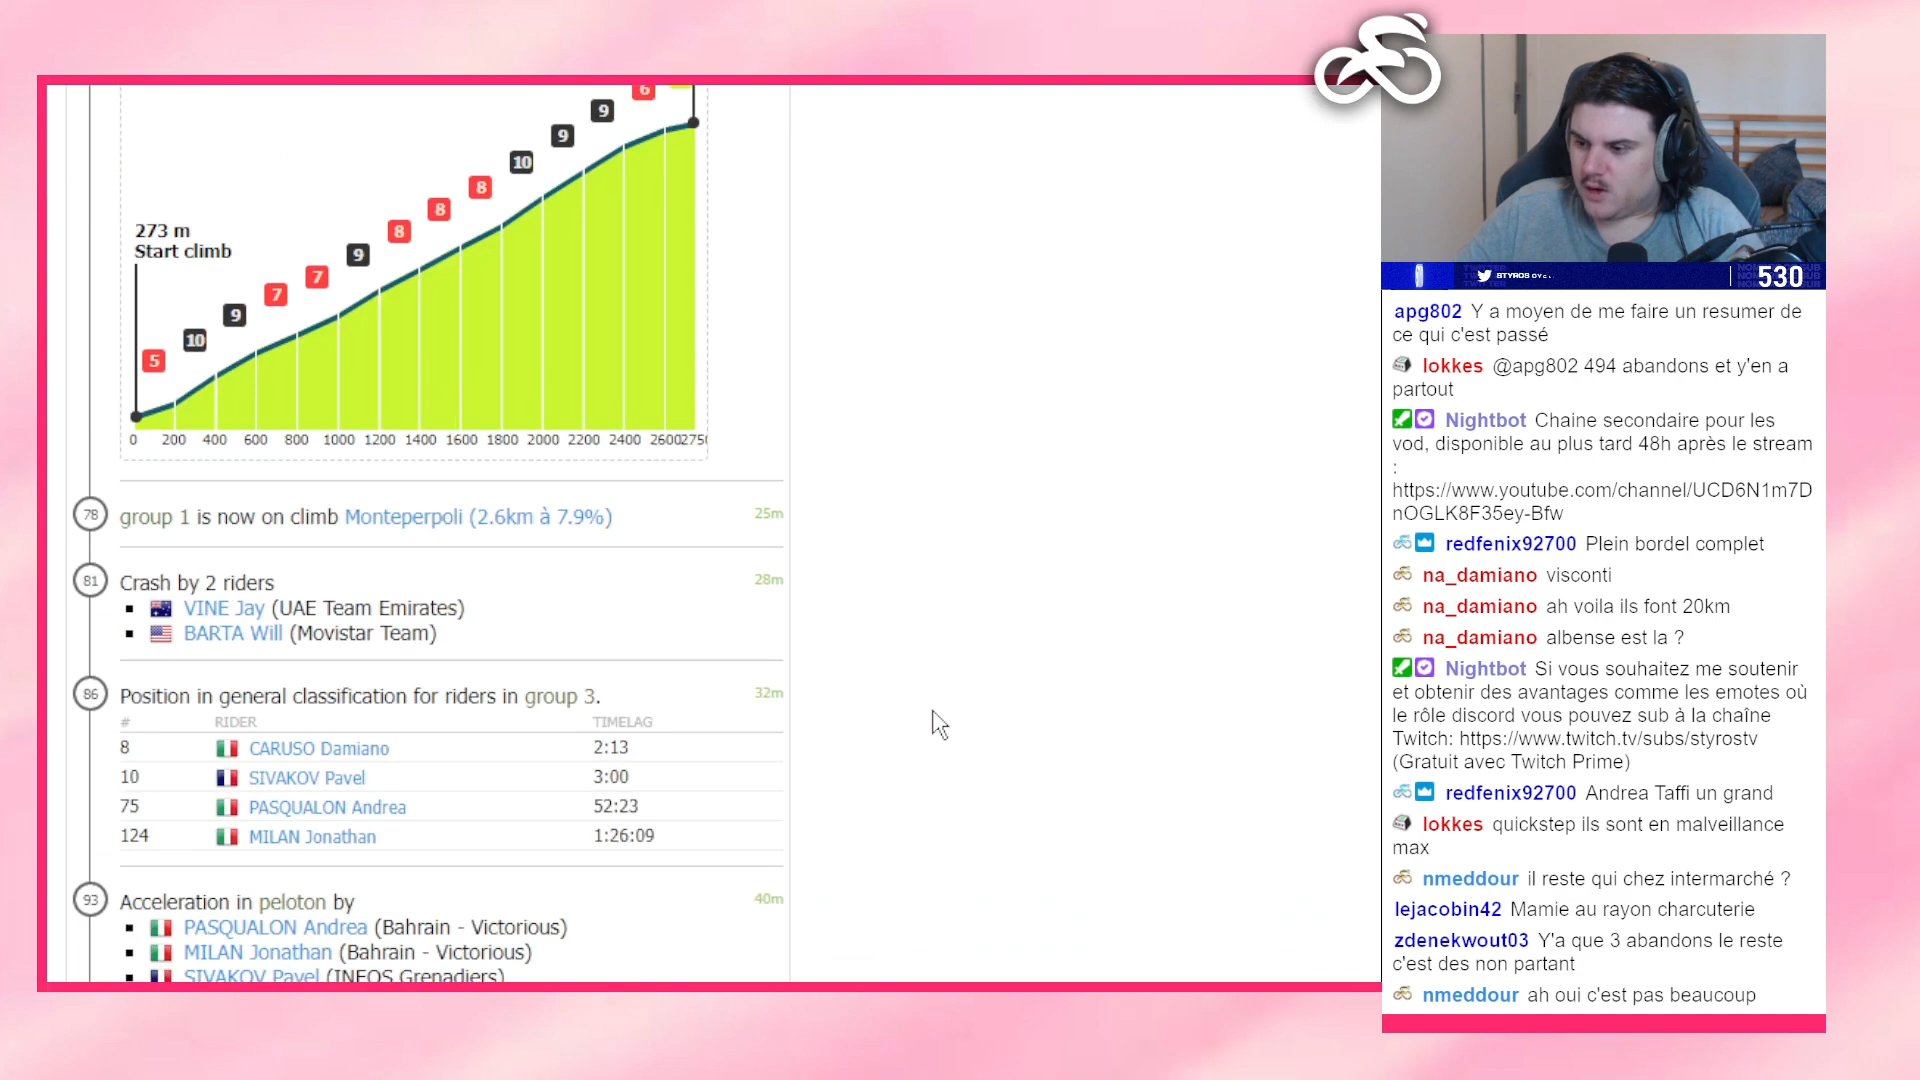 6
9
9
10
8
8
8
9
7
7
9
10
5
273 m
Start climb
0 200 400 600 800 1000 1200 1400 1600 1800 2000 2200 2400 2600
78 group 1 is now on climb Monteperpoli (2.6km à 7.9%) 25m
81 Crash by 2 riders 28m
VINE Jay (UAE Team Emirates)
BARTA Will (Movistar Team)
86 Position in general classification for riders in group 3. 32m
# RIDER TIMELAG
8 CARUSO Damiano 2:13
10 SIVAKOV Pavel 3:00
75 PASQUALON Andrea 52:23
124 MILAN Jonathan 1:26:09
93 Acceleration in peloton by 40m
PASQUALON Andrea (Bahrain - Victorious)
MILAN Jonathan (Bahrain - Victorious)
SIVAKOV Pavel (INEOS Grenadiers)
530
apg802 Y a moyen de me faire un resumer de
ce qui c'est passé
lokkes @apg802 494 abandons et y'en a
partout
Nightbot Chaine secondaire pour les
vod, disponible au plus tard 48h après le stream
:
https://www.youtube.com/channel/UCD6N1m7D
nOGLK8F35ey-Bfw
redfenix92700 Plein bordel complet
na_damiano visconti
na_damiano ah voila ils font 20km
na_damiano albense est la ?
Nightbot Si vous souhaitez me soutenir
et obtenir des avantages comme les emotes où
le rôle discord vous pouvez sub à la chaîne
Twitch: https://www.twitch.tv/subs/styrostv
(Gratuit avec Twitch Prime)
redfenix92700 Andrea Taffi un grand
lokkes quickstep ils sont en malveillance
max
nmeddour il reste qui chez intermarché ?
lejacobin42 Mamie au rayon charcuterie
zdenekwout03 Y'a que 3 abandons le reste
c'est des non partant
nmeddour ah oui c'est pas beaucoup